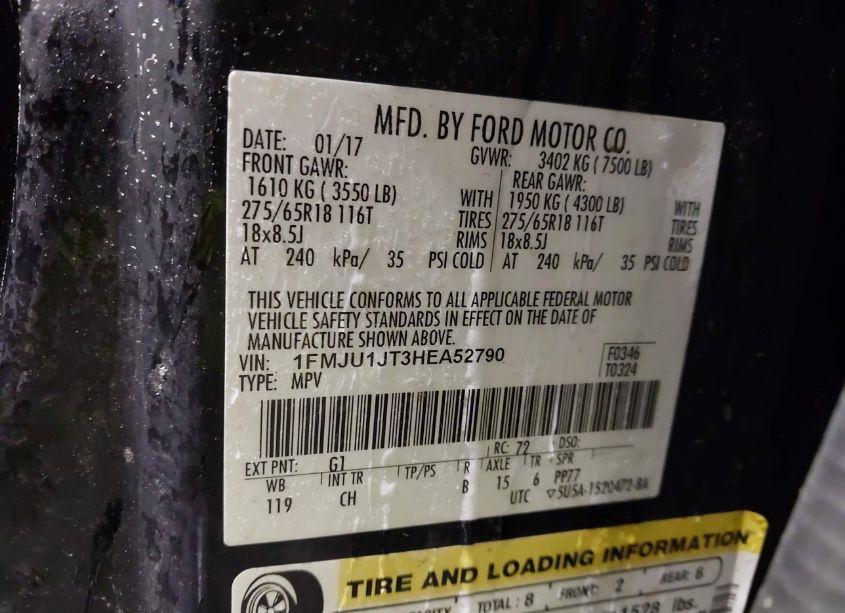 MFD. BY FORD MOTOR CO.
DATE: 01/17 GVWR: 3402 KG ( 7500 LB)
FRONT GAWR: REAR GAWR:
1610 KG ( 3550 LB) WITH 1950 KG ( 4300 LB) WITH
275/65R18 116T TIRES 275/65R18 116T TIRES
18x8.5J RIMS 18x8.5J RIMS
AT 240 kPa/ 35 PSI COLD AT 240 kPa/ 35 PSI COLD
THIS VEHICLE CONFORMS TO ALL APPLICABLE FEDERAL MOTOR
VEHICLE SAFETY STANDARDS IN EFFECT ON THE DATE OF
MANUFACTURE SHOWN ABOVE.
VIN: 1FMJU1JT3HEA52790 F0346
TYPE: MPV T0324
EXT PNT: G1 RC: 72 DSO:
WB INT TR TP/PS R AXLE TR SPR
119 CH B 15 6 PP77
UTC ▽5U5A-1520472-BA
TIRE AND LOADING INFORMATION
TOTAL : 8 FRONT: 2 REAR: 6
lbs.